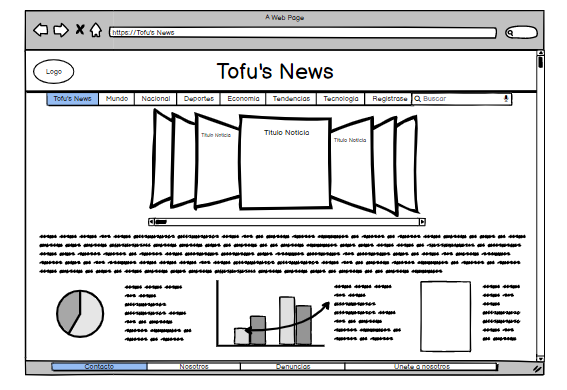 A Web Page
https://Tofu's News
Logo
Tofu's News
Tofu's News Mundo Nacional Deportes Economia Tendencias Tecnologia Registrase Buscar
Titulo Noticia
Titulo Noticia
Titulo Noticia
Contacto Nosotros Denuncias Unete a nosotros